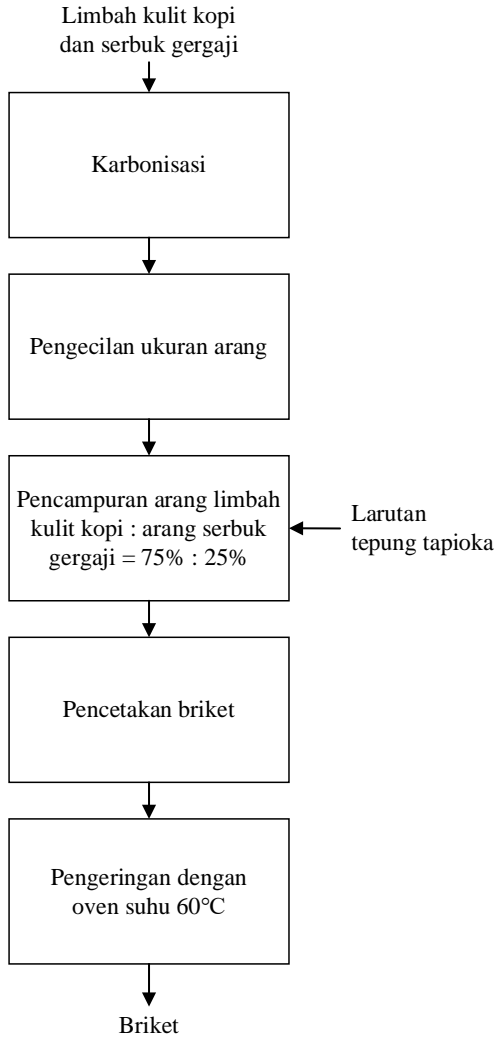 Limbah kulit kopi
dan serbuk gergaji
Karbonisasi
Pengecilan ukuran arang
Pencampuran arang limbah
kulit kopi : arang serbuk
gergaji = 75% : 25%
Larutan
tepung tapioka
Pencetakan briket
Pengeringan dengan
oven suhu 60°C
Briket